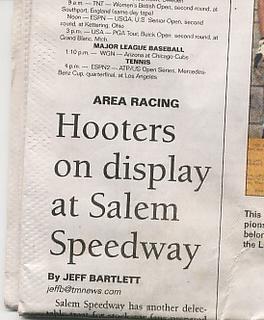 9 a.m. — TNT — Women's British Open, second round, at
Southport, England (same-day tape)
Noon — ESPN — USGA, U.S. Senior Open, second
round, at Kettering, Ohio
3 p.m. — USA — PGA Tour, Buick Open, second round, at
Grand Blanc, Mich.
MAJOR LEAGUE BASEBALL
1:10 p.m. — WGN — Arizona at Chicago Cubs
TENNIS
4 p.m. — ESPN2 — ATP/US Open Series, Mercedes-
Benz Cup, quarterfinal, at Los Angeles
AREA RACING
Hooters
on display
at Salem
Speedway
By JEFF BARTLETT
jeffb@tmnews.com
Salem Speedway has another delec-
This
pions
belor
the L